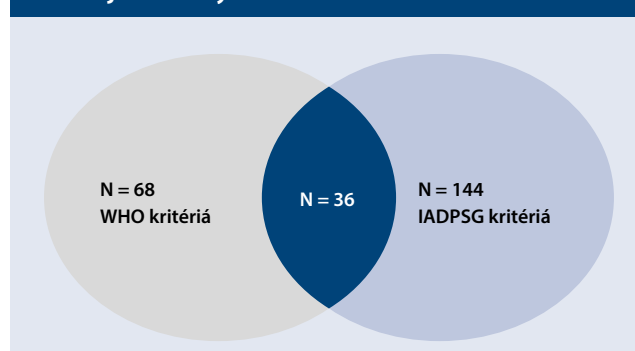 N = 68
WHO kritériá
N = 36
N = 144
IADPSG kritériá